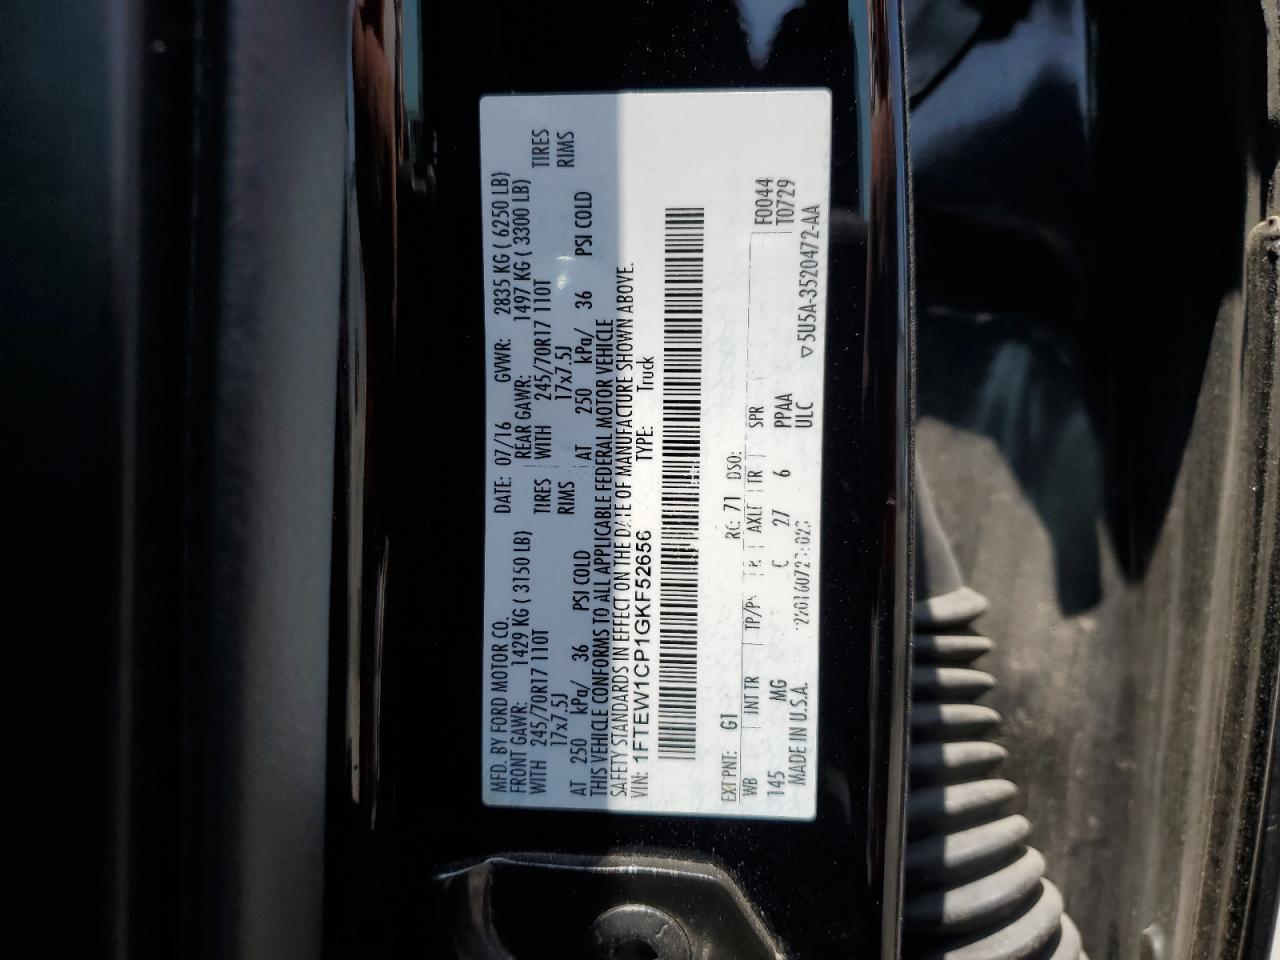 MFD. BY FORD MOTOR CO. DATE: 07/16 GVWR: 2835 KG ( 6250 LB)
FRONT GAWR: 1429 KG ( 3150 LB) REAR GAWR: 1497 KG ( 3300 LB)
WITH 245/70R17 110T TIRES WITH 245/70R17 110T TIRES
17x7.5J RIMS 17x7.5J RIMS
AT 250 kPa/ 36 PSI COLD AT 250 kPa/ 36 PSI COLD
THIS VEHICLE CONFORMS TO ALL APPLICABLE FEDERAL MOTOR VEHICLE
SAFETY STANDARDS IN EFFECT ON THE DATE OF MANUFACTURE SHOWN ABOVE.
VIN: 1FTEW1CP1GKF52656 TYPE: Truck
EXT PNT: G1 RC: 71 DSO:
WB INT TR TP/PS R AXLE TR SPR F0044
145 MG C 27 6 PPAA T0729
MADE IN U.S.A. ULC ▽5U5A-3520472-AA